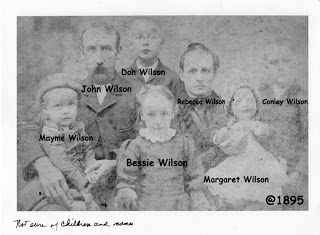 Don Wilson
John Wilson
Rebecca Wilson
Conley Wilson
Mayme Wilson
Bessie Wilson
Margaret Wilson
@1895
Not sure of children and names